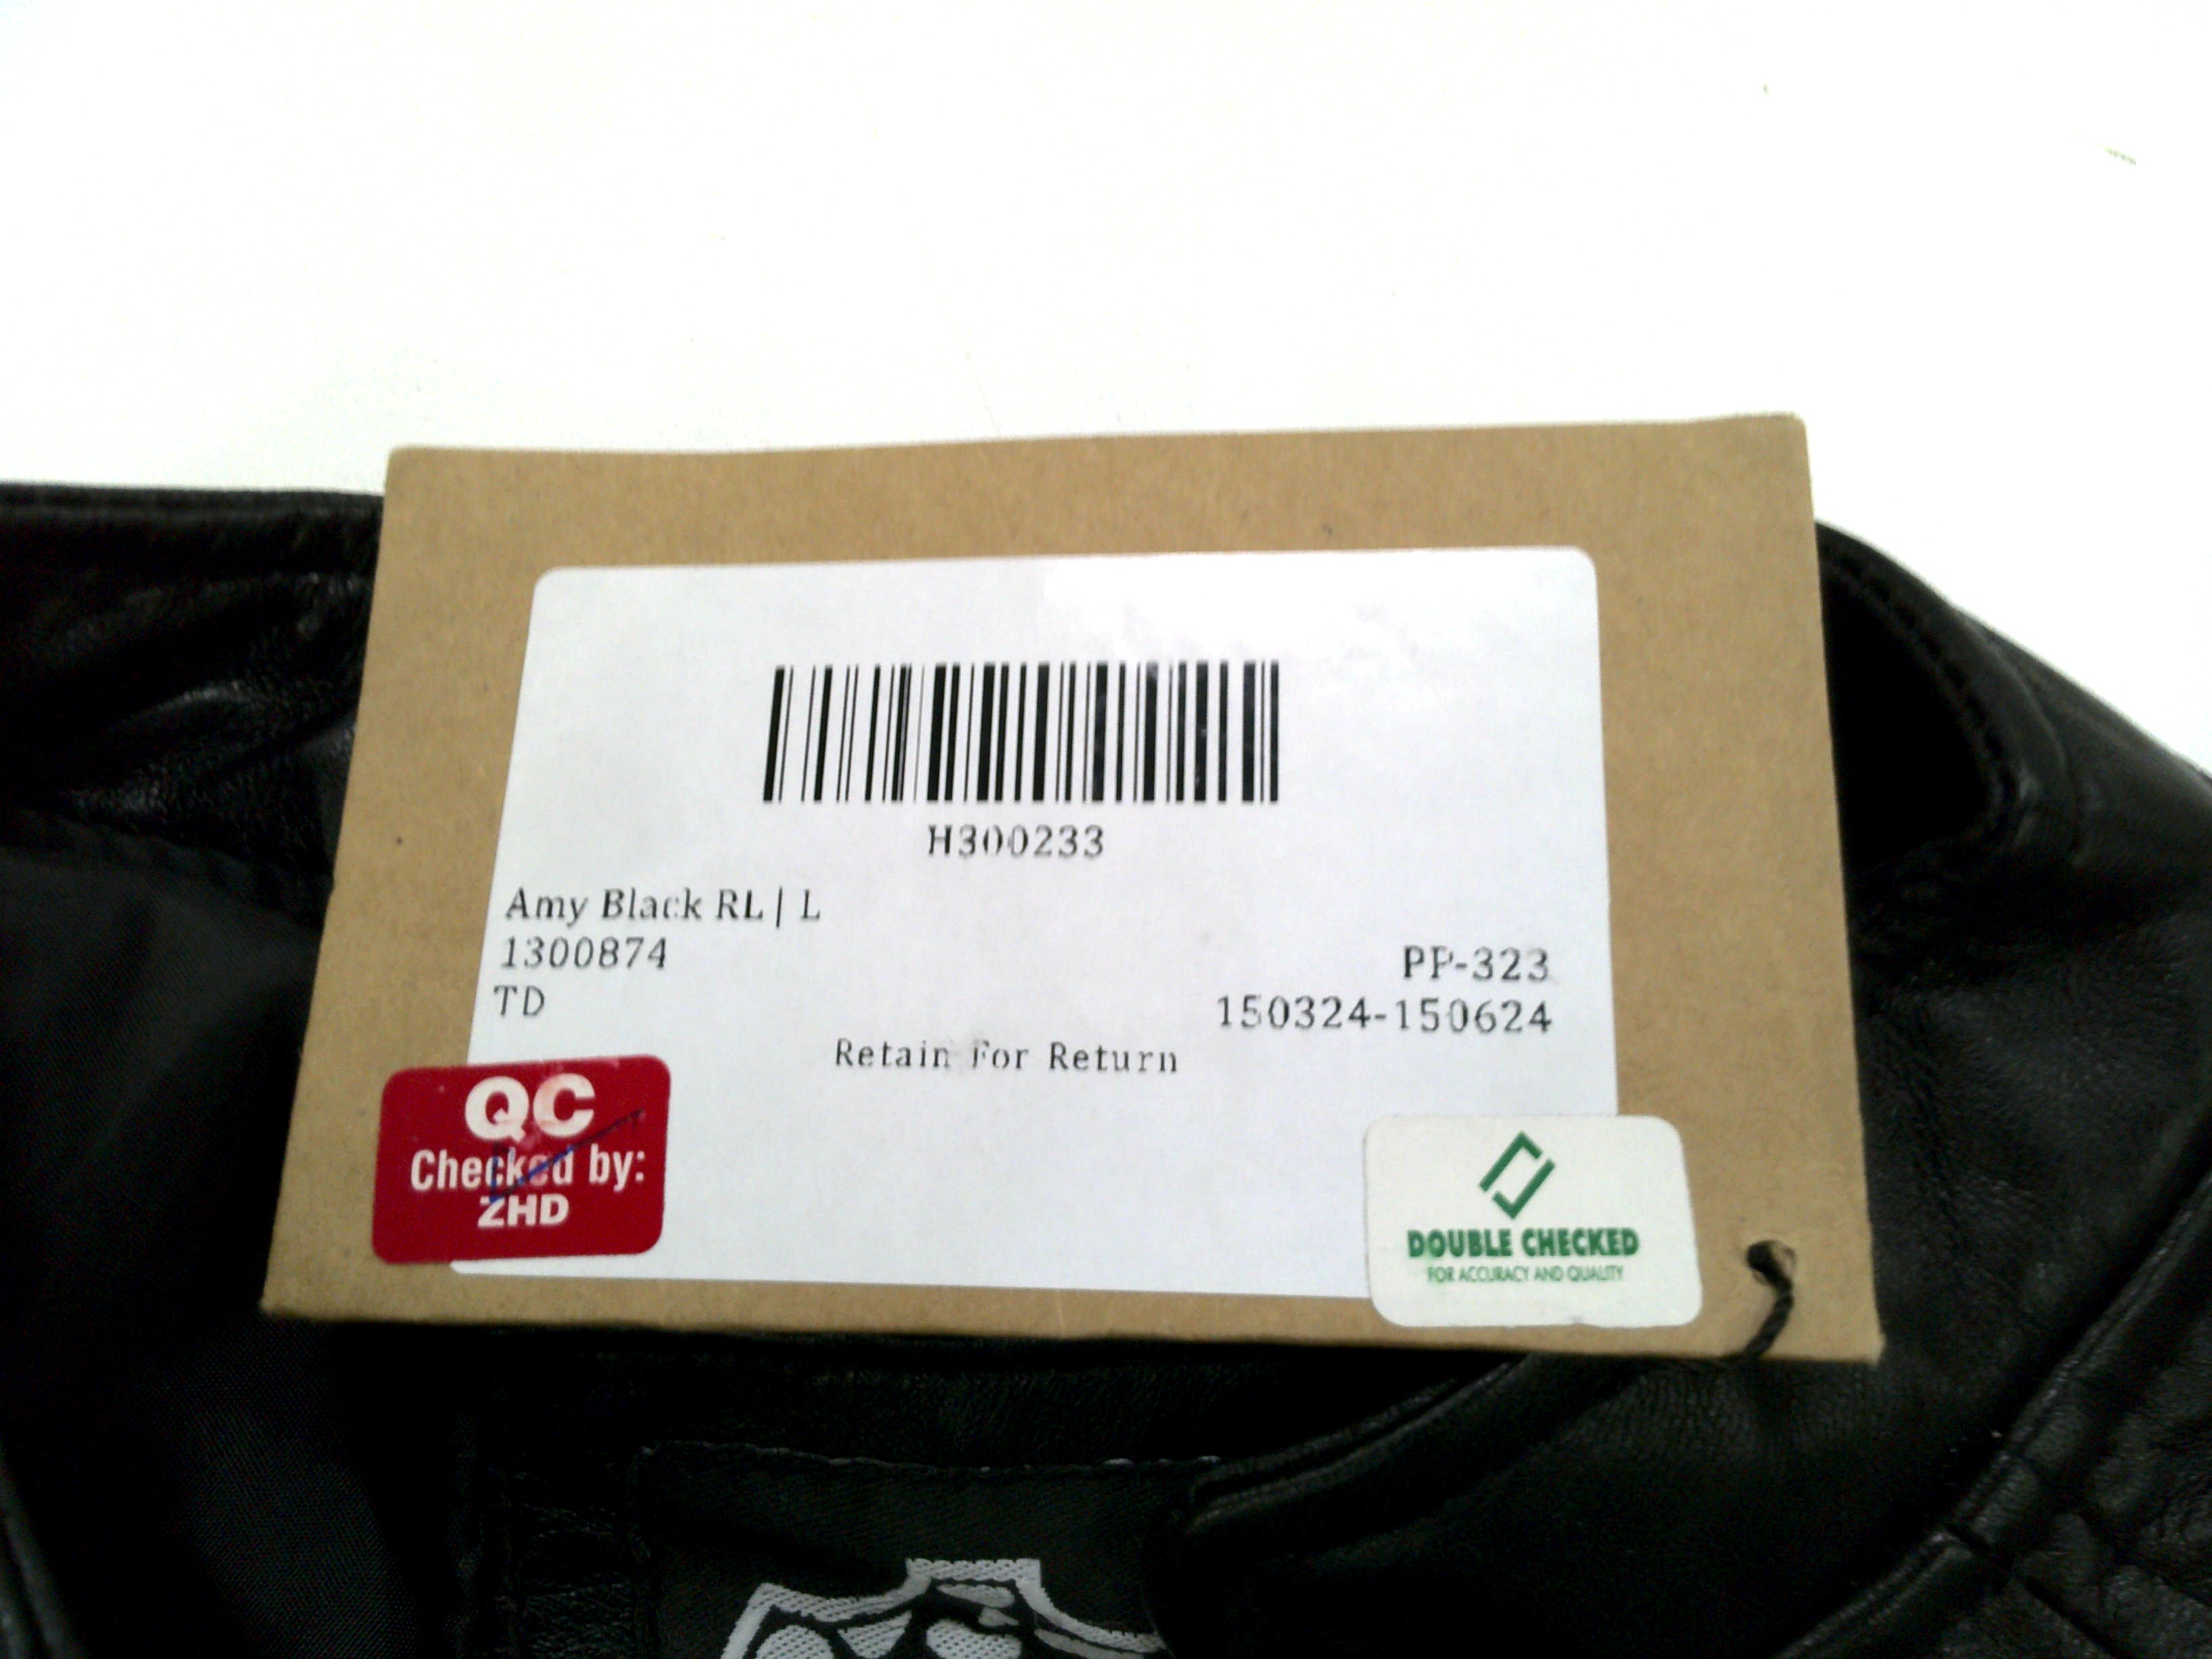 H300233
Amy Black RL | L
1300874
PP-323
TD
150324-150624
Retain For Return
QC
Checked by:
ZHD
DOUBLE CHECKED
FOR ACCURACY AND QUALITY